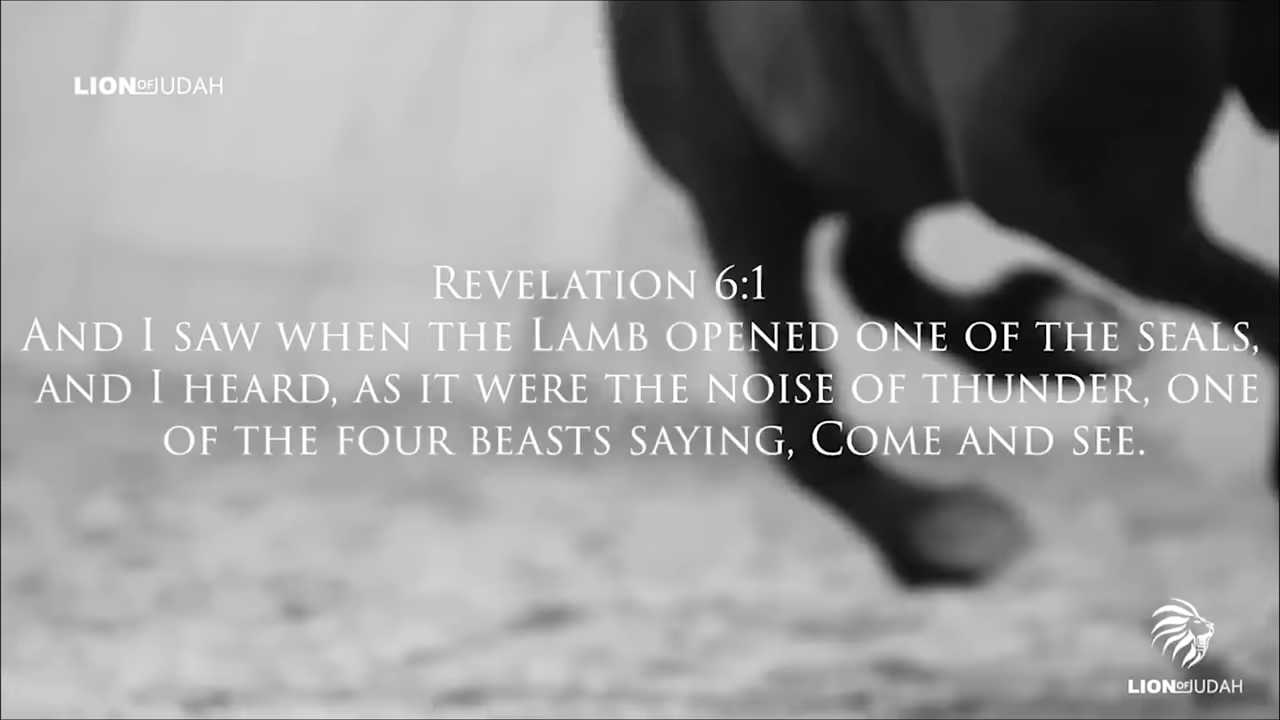 LION OF JUDAH
Revelation 6:1
And I saw when the Lamb opened one of the seals,
and I heard, as it were the noise of thunder, one
of the four beasts saying, Come and see.
LION OF JUDAH